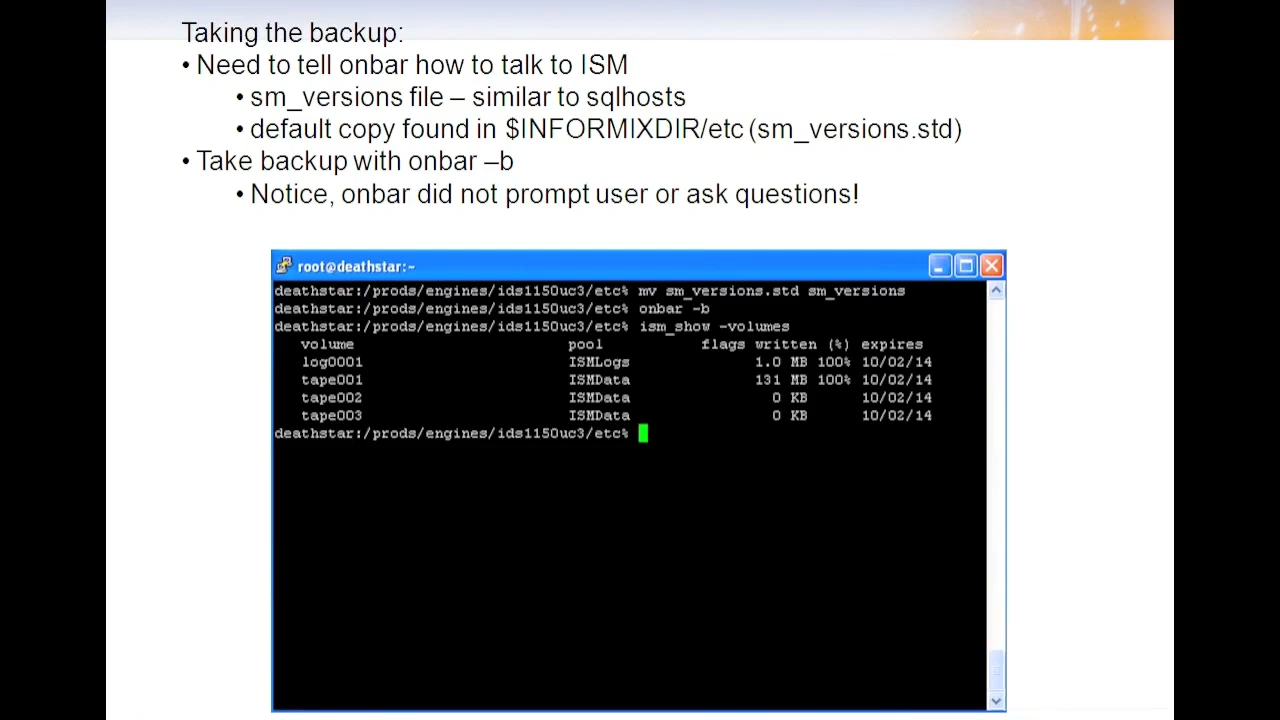 Taking the backup:
• Need to tell onbar how to talk to ISM
• sm_versions file – similar to sqlhosts
• default copy found in $INFORMIXDIR/etc (sm_versions.std)
• Take backup with onbar –b
• Notice, onbar did not prompt user or ask questions!
root@deathstar:~
deathstar:/prods/engines/ids1150uc3/etc% mv sm_versions.std sm_versions
deathstar:/prods/engines/ids1150uc3/etc% onbar -b
deathstar:/prods/engines/ids1150uc3/etc% ism_show -volumes
volume pool flags written (%) expires
log0001 ISMLogs 1.0 MB 100% 10/02/14
tape001 ISMData 131 MB 100% 10/02/14
tape002 ISMData 0 KB 10/02/14
tape003 ISMData 0 KB 10/02/14
deathstar:/prods/engines/ids1150uc3/etc%